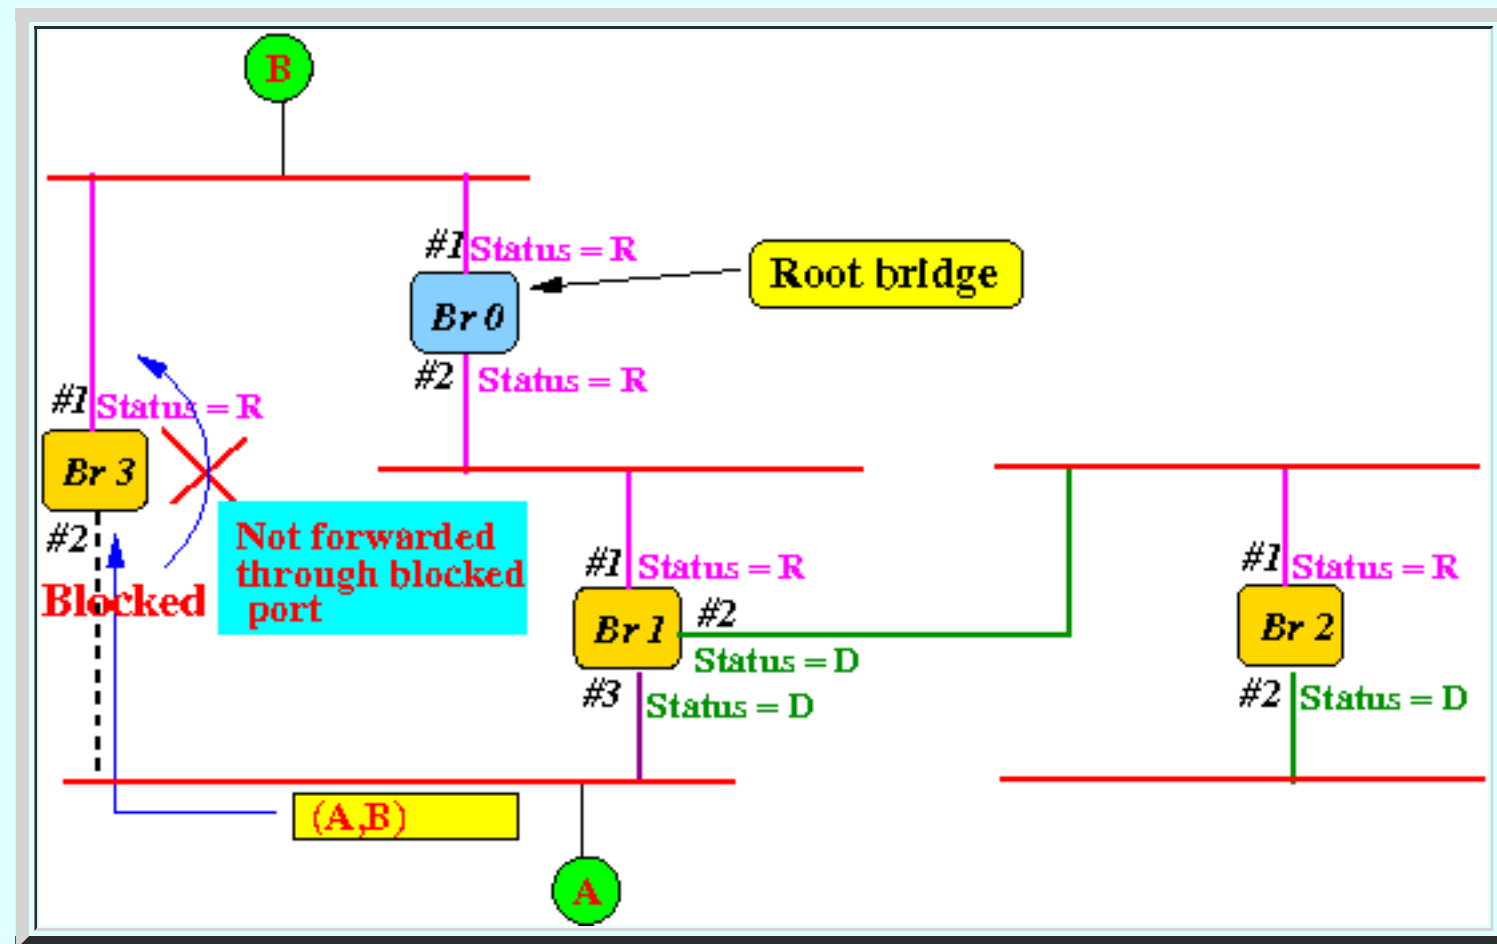 B
#1 Status = R
Root bridge
Br 0
#2 Status = R
#1 Status = R
Br 3
#2
Blocked
Not forwarded
through blocked
port
#1 Status = R
Br 1
#2
Status = D
#3 Status = D
#1 Status = R
Br 2
#2 Status = D
(A,B)
A